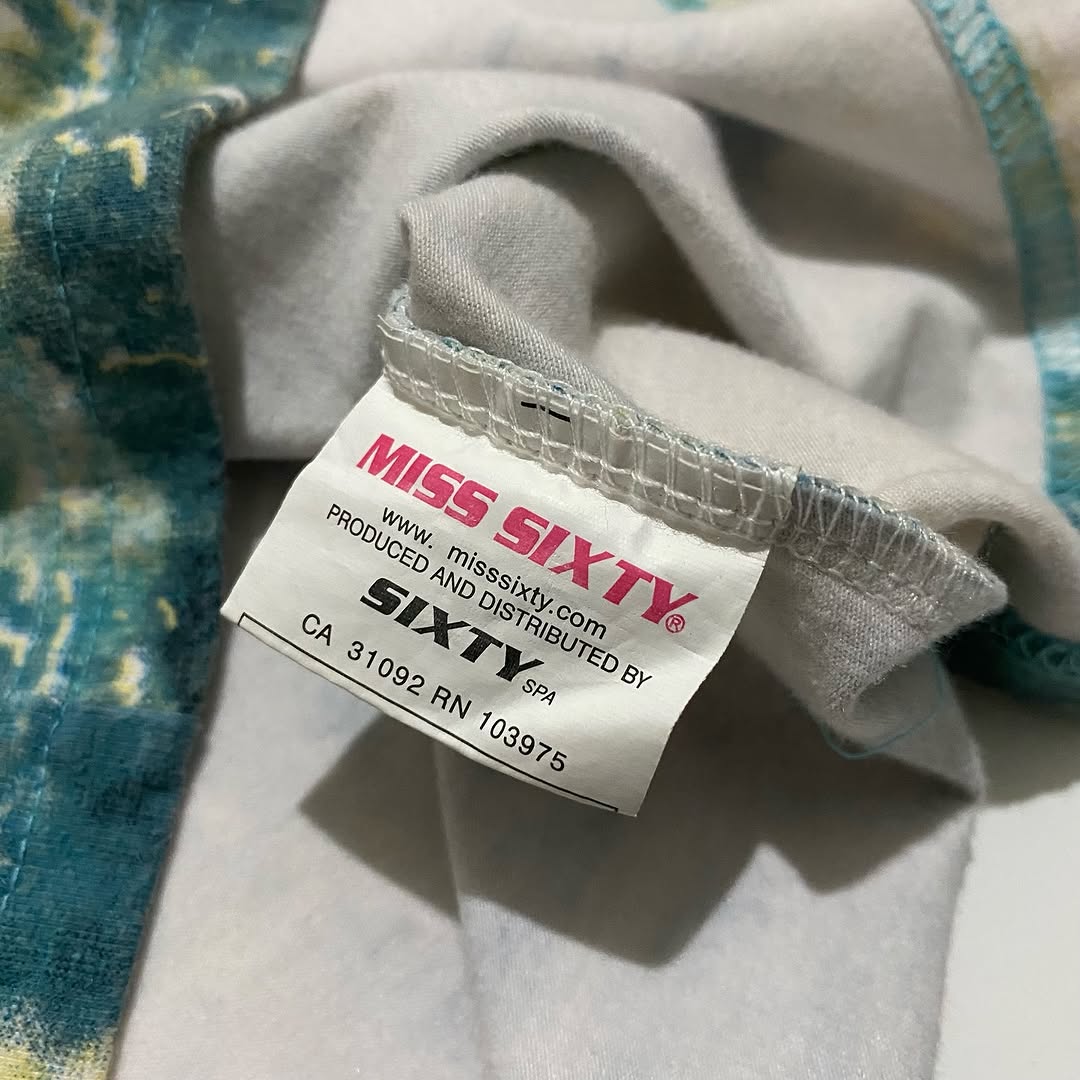 MISS SIXTY®
www. misssixty.com
PRODUCED AND DISTRIBUTED BY
SIXTY SPA
CA 31092 RN 103975